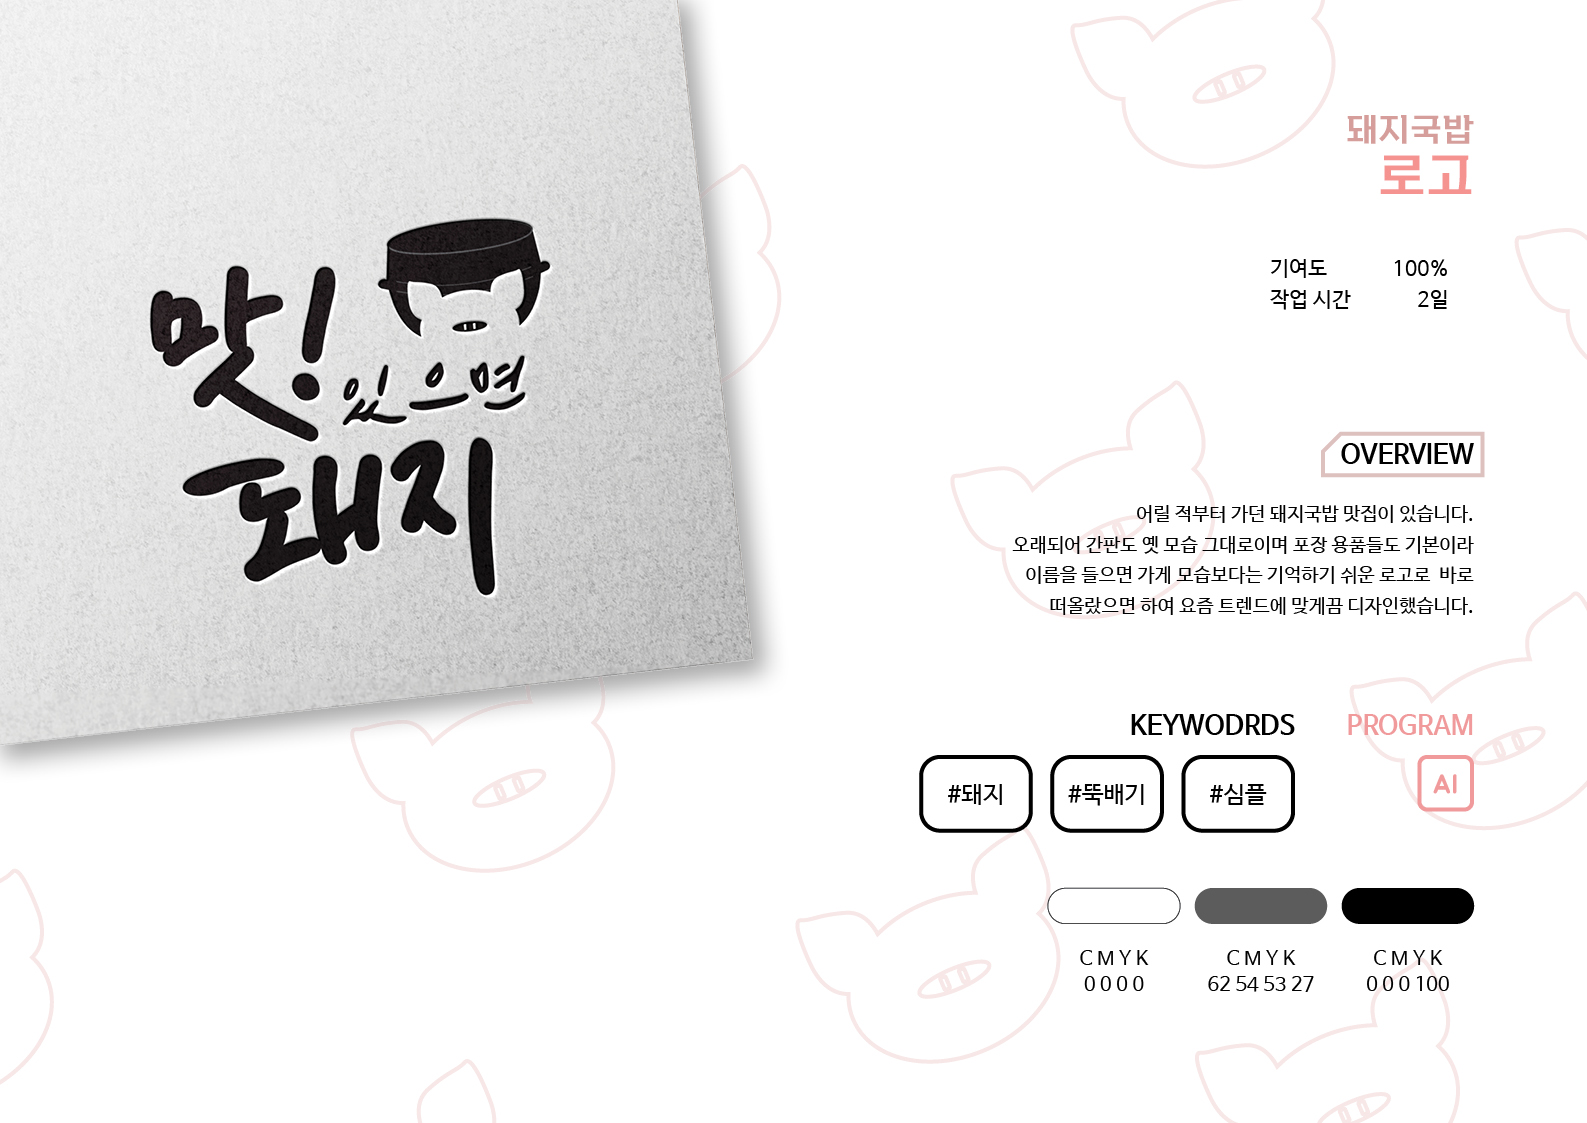 맛!
있으면
돼지
돼지국밥
로고
기여도 100%
작업 시간 2일
OVERVIEW
어릴 적부터 가던 돼지국밥 맛집이 있습니다.
오래되어 간판도 옛 모습 그대로이며 포장 용품들도 기본이라
이름을 들으면 가게 모습보다는 기억하기 쉬운 로고로 바로
떠올랐으면 하여 요즘 트렌드에 맞게끔 디자인했습니다.
KEYWODRDS PROGRAM
#돼지 #뚝배기 #심플 AI
C M Y K C M Y K C M Y K
0 0 0 0 62 54 53 27 0 0 0 100